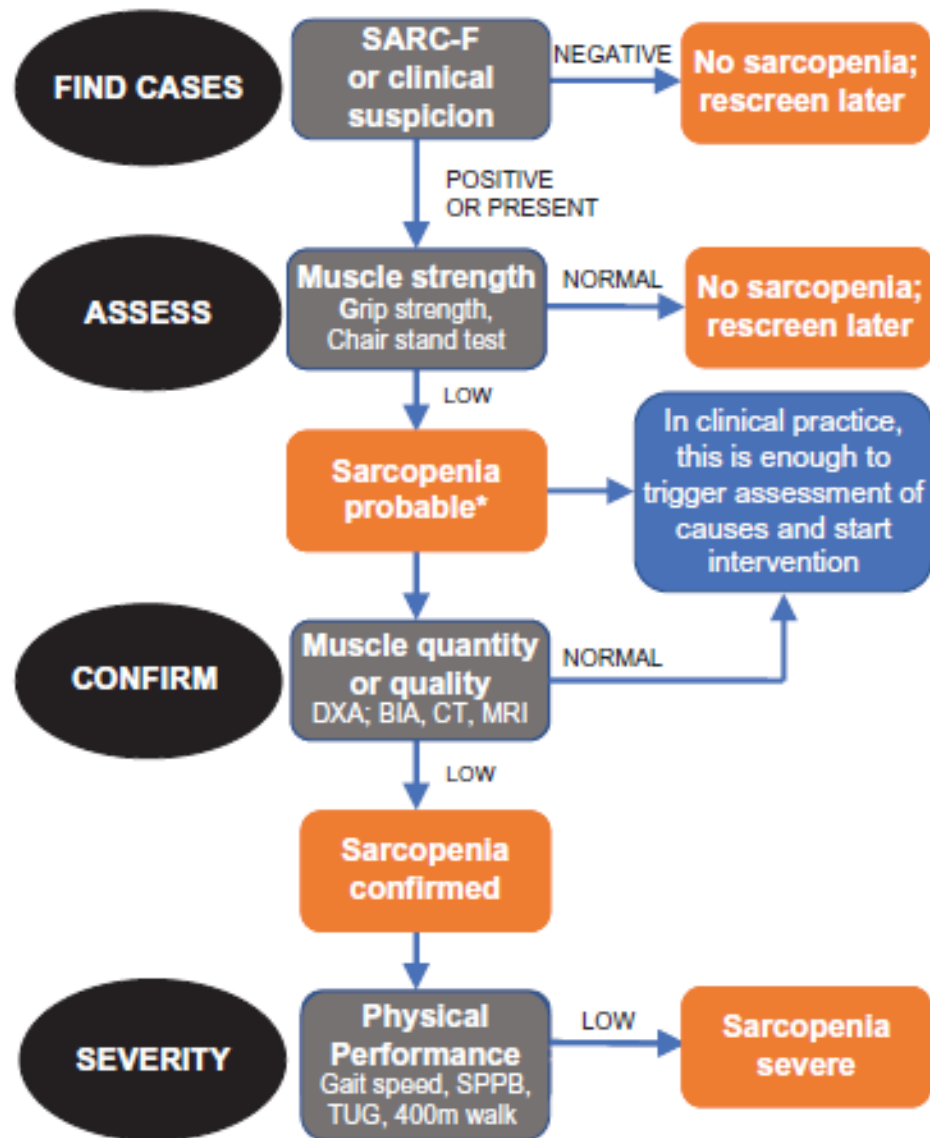 FIND CASES
SARC-F
or clinical
suspicion
NEGATIVE
No sarcopenia;
rescreen later
POSITIVE
OR PRESENT
ASSESS
Muscle strength
Grip strength,
Chair stand test
NORMAL
No sarcopenia;
rescreen later
LOW
Sarcopenia
probable*
In clinical practice,
this is enough to
trigger assessment of
causes and start
intervention
CONFIRM
Muscle quantity
or quality
DXA; BIA, CT, MRI
NORMAL
LOW
Sarcopenia
confirmed
SEVERITY
Physical
Performance
Gait speed, SPPB,
TUG, 400m walk
LOW
Sarcopenia
severe